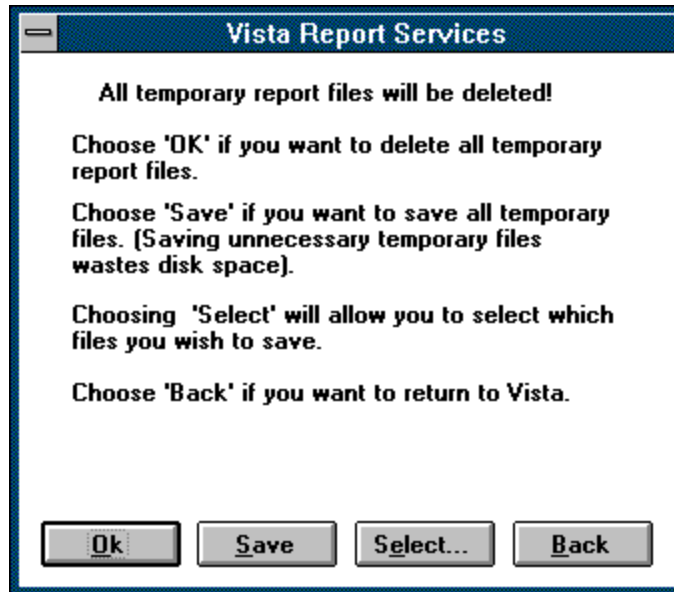 Vista Report Services
All temporary report files will be deleted!
Choose 'OK' if you want to delete all temporary
report files.
Choose 'Save' if you want to save all temporary
files. (Saving unnecessary temporary files
wastes disk space).
Choosing  'Select' will allow you to select which
files you wish to save.
Choose 'Back' if you want to return to Vista.
Ok Save Select... Back